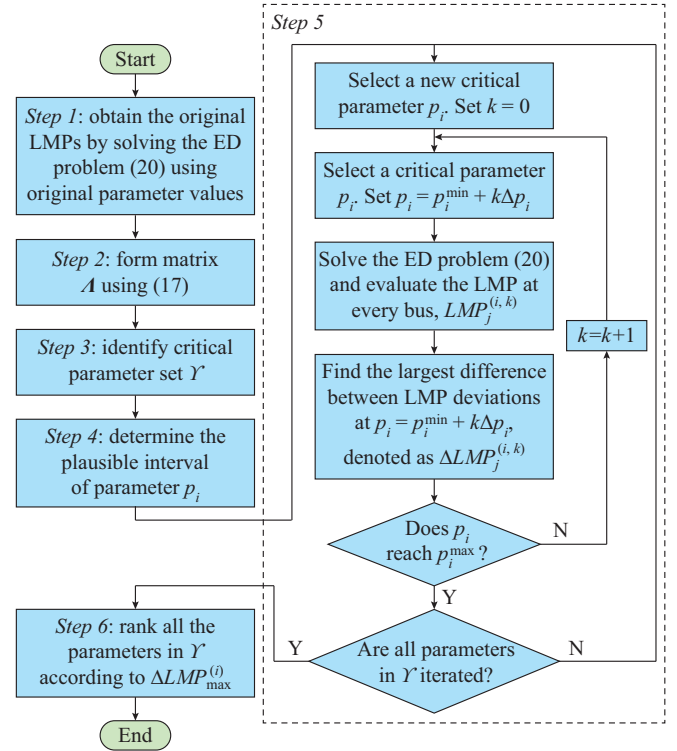 Start
Step 1: obtain the original
LMPs by solving the ED
problem (20) using
original parameter values
Step 2: form matrix
Λ using (17)
Step 3: identify critical
parameter set ϒ
Step 4: determine the
plausible interval
of parameter p_i
Step 5
Select a new critical
parameter p_i. Set k = 0
Select a critical parameter
p_i. Set p_i = p_i^min + kΔp_i
Solve the ED problem (20)
and evaluate the LMP at
every bus, LMP_j^(i, k)
Find the largest difference
between LMP deviations
at p_i = p_i^min + kΔp_i,
denoted as ΔLMP_j^(i, k)
k=k+1
Does p_i
reach p_i^max?
N
Y
Are all parameters
in ϒ iterated?
N
Y
Step 6: rank all the
parameters in ϒ
according to ΔLMP_max^(i)
End